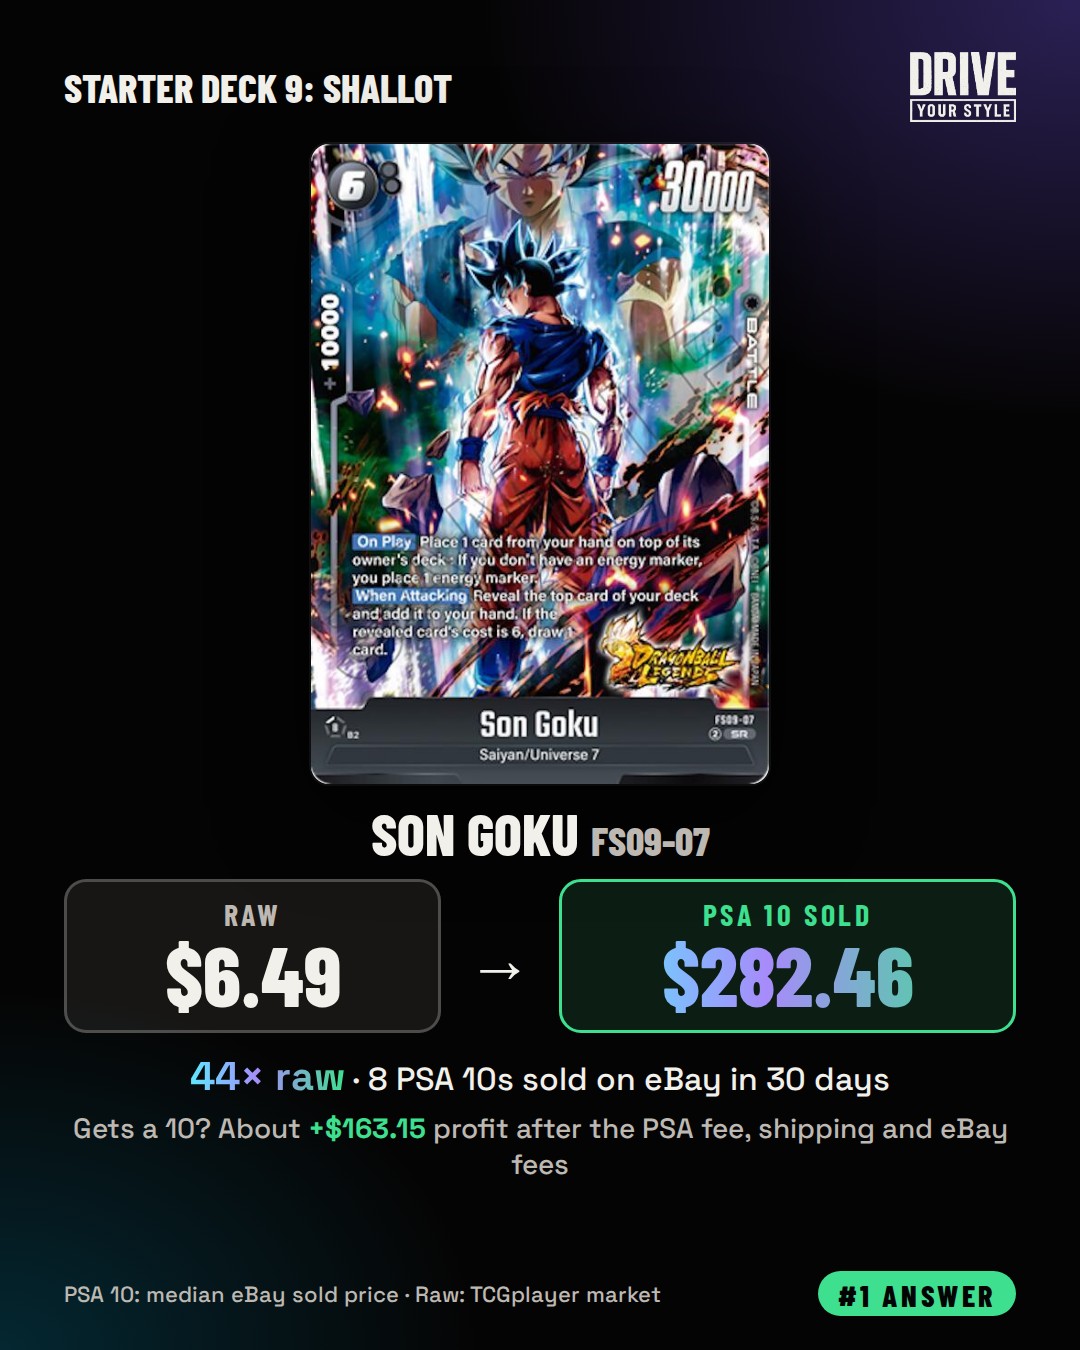 STARTER DECK 9: SHALLOT
DRIVE
YOUR STYLE
6 8
30000
+ 10000
BATTLE
On Play Place 1 card from your hand on top of its
owner's deck : If you don't have an energy marker,
you place 1 energy marker.
When Attacking Reveal the top card of your deck
and add it to your hand. If the
revealed card's cost is 6, draw 1
card.
DRAGONBALL
LEGENDS
B2
Son Goku
FS09-07
2 SR
Saiyan/Universe 7
SON GOKU FS09-07
RAW
$6.49
→
PSA 10 SOLD
$282.46
44× raw · 8 PSA 10s sold on eBay in 30 days
Gets a 10? About +$163.15 profit after the PSA fee, shipping and eBay
fees
PSA 10: median eBay sold price · Raw: TCGplayer market
#1 ANSWER